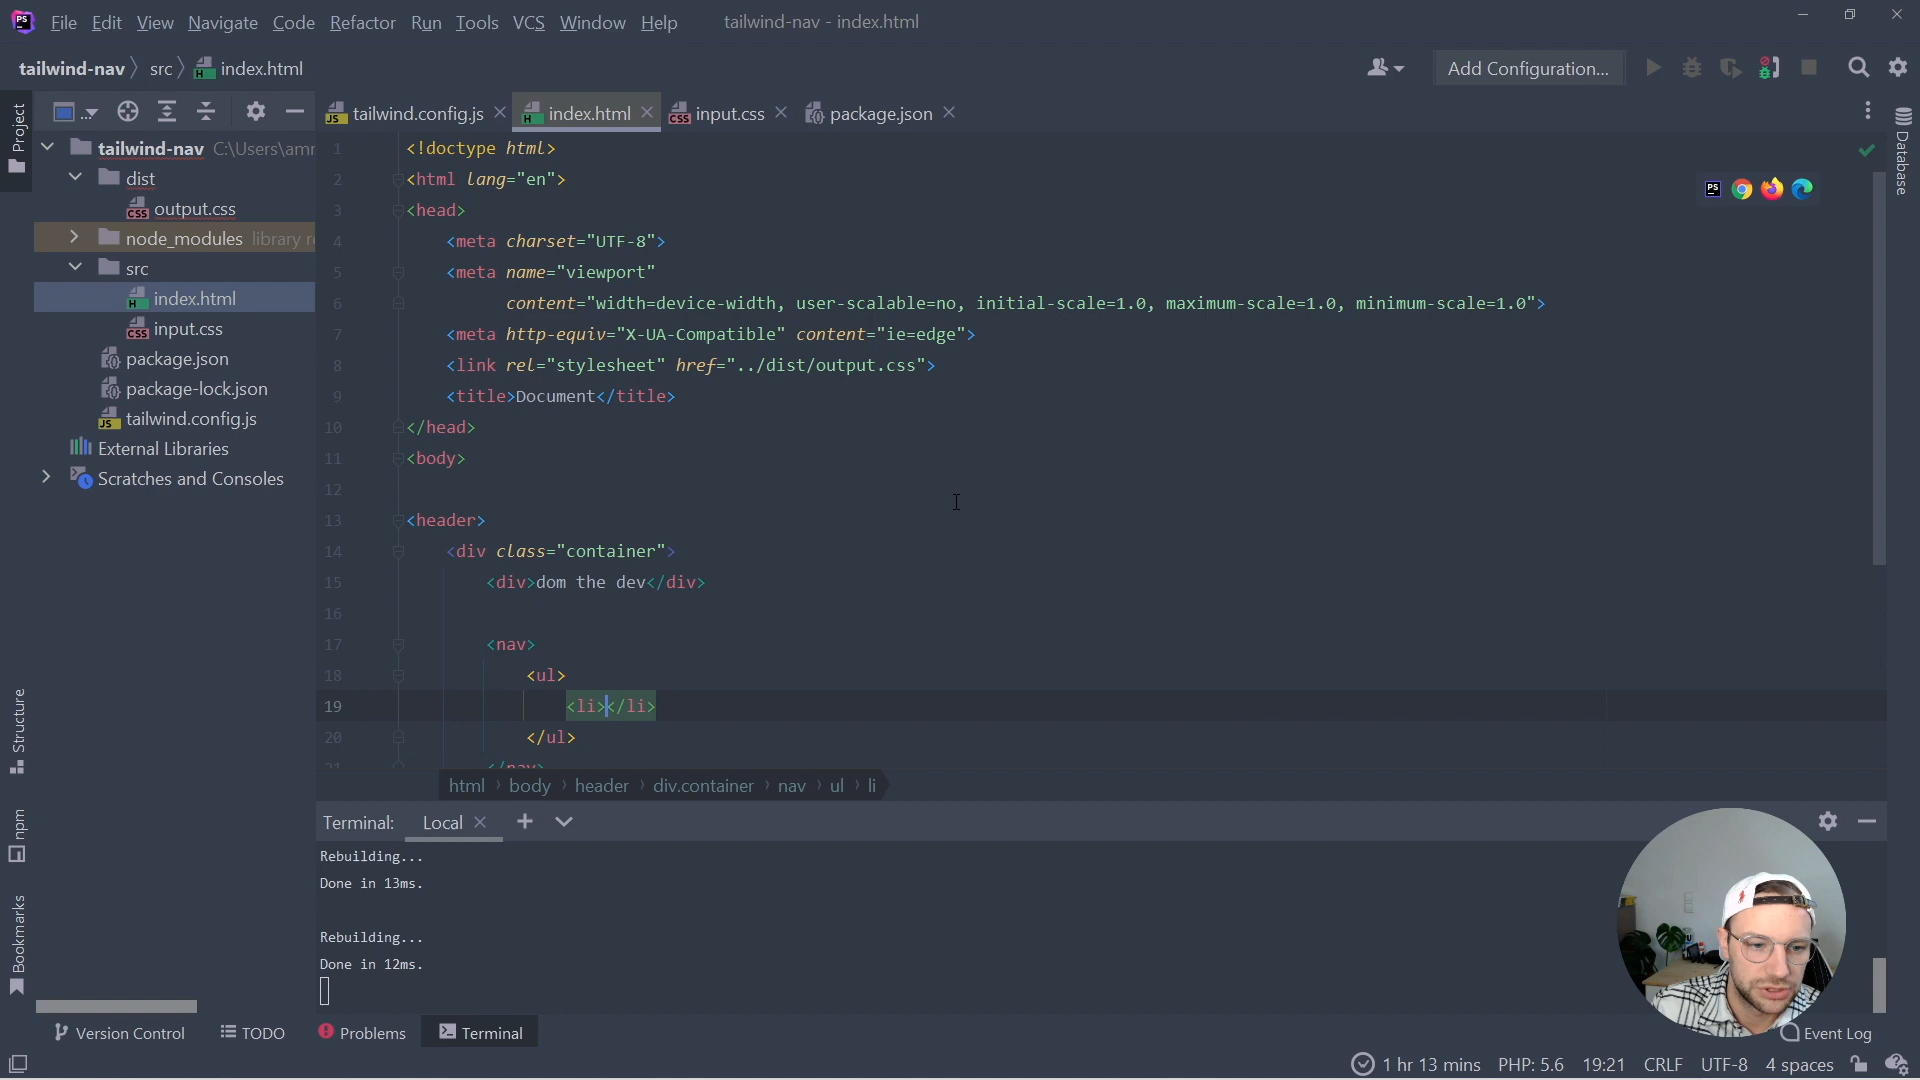 File Edit View Navigate Code Refactor Run Tools VCS Window Help tailwind-nav - index.html
tailwind-nav src index.html
Add Configuration...
Project
tailwind.config.js index.html input.css package.json
Database
tailwind-nav C:\Users\amr
dist
output.css
node_modules library r
src
index.html
input.css
package.json
package-lock.json
tailwind.config.js
External Libraries
Scratches and Consoles
1 <!doctype html>
2 <html lang="en">
3 <head>
4 <meta charset="UTF-8">
5 <meta name="viewport"
6 content="width=device-width, user-scalable=no, initial-scale=1.0, maximum-scale=1.0, minimum-scale=1.0">
7 <meta http-equiv="X-UA-Compatible" content="ie=edge">
8 <link rel="stylesheet" href="../dist/output.css">
9 <title>Document</title>
10 </head>
11 <body>
12
13 <header>
14 <div class="container">
15 <div>dom the dev</div>
16
17 <nav>
18 <ul>
19 <li></li>
20 </ul>
21 </nav>
html body header div.container nav ul li
Structure
npm
Bookmarks
Terminal: Local
Rebuilding...
Done in 13ms.
Rebuilding...
Done in 12ms.
Version Control TODO Problems Terminal Event Log
1 hr 13 mins PHP: 5.6 19:21 CRLF UTF-8 4 spaces